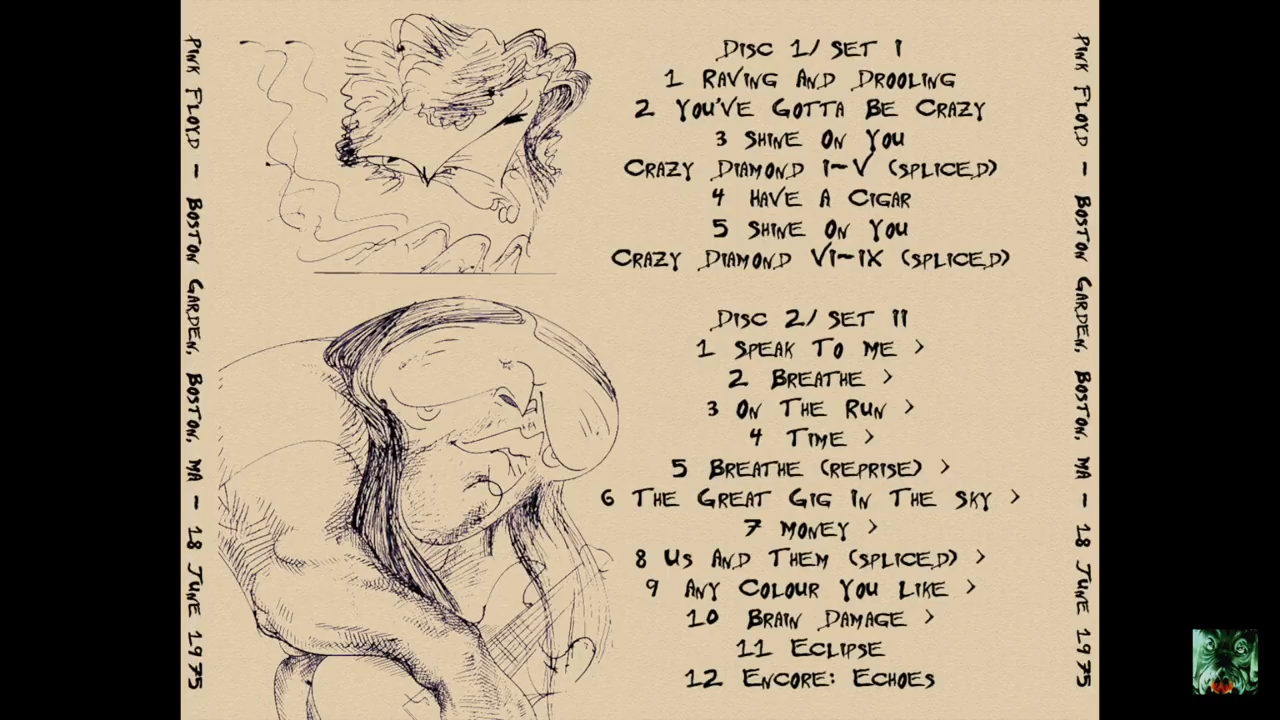 Pink Floyd – Boston Garden, Boston, MA – 18 June 1975
Disc 1/ Set I
1 Raving And Drooling
2 You've Gotta Be Crazy
3 Shine On You
Crazy Diamond I–V (spliced)
4 Have A Cigar
5 Shine On You
Crazy Diamond VI–IX (spliced)
Disc 2/ Set II
1 Speak To Me >
2 Breathe >
3 On The Run >
4 Time >
5 Breathe (reprise) >
6 The Great Gig In The Sky >
7 Money >
8 Us And Them (spliced) >
9 Any Colour You Like >
10 Brain Damage >
11 Eclipse
12 Encore: Echoes
Pink Floyd – Boston Garden, Boston, MA – 18 June 1975